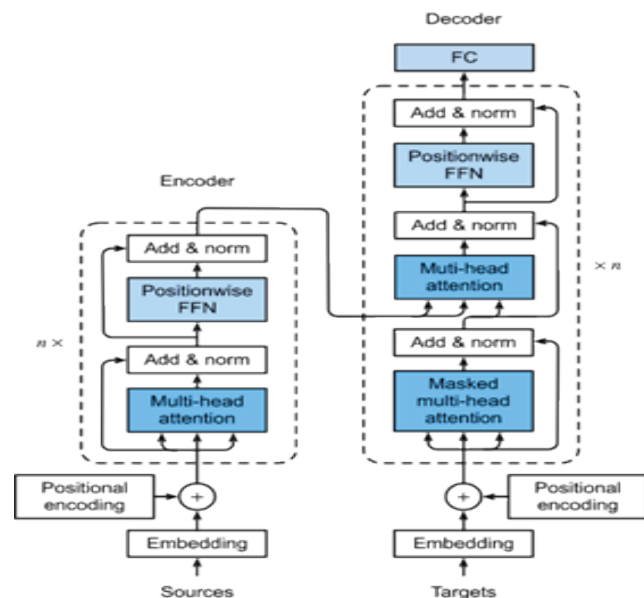 Decoder
FC
Add & norm
Positionwise
FFN
Add & norm
Muti-head
attention
Add & norm
Masked
multi-head
attention
× n
Positional
encoding
+
Embedding
Targets
Encoder
Add & norm
Positionwise
FFN
n ×
Add & norm
Multi-head
attention
Positional
encoding
+
Embedding
Sources